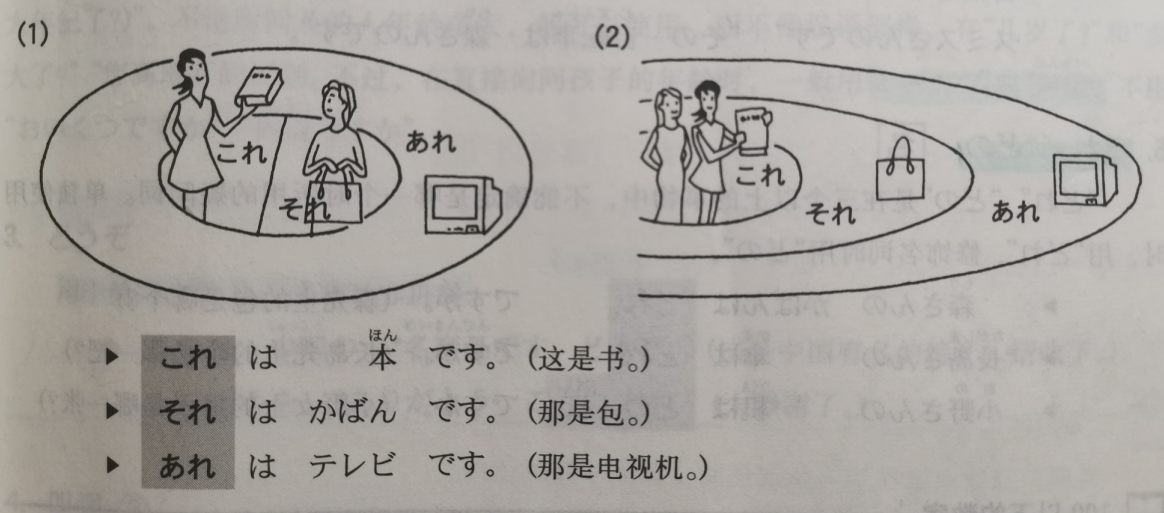 (1)
これ
それ
あれ
(2)
これ
それ
あれ
▶ これ は 本 です。(这是书。)
ほん
▶ それ は かばん です。(那是包。)
▶ あれ は テレビ です。(那是电视机。)